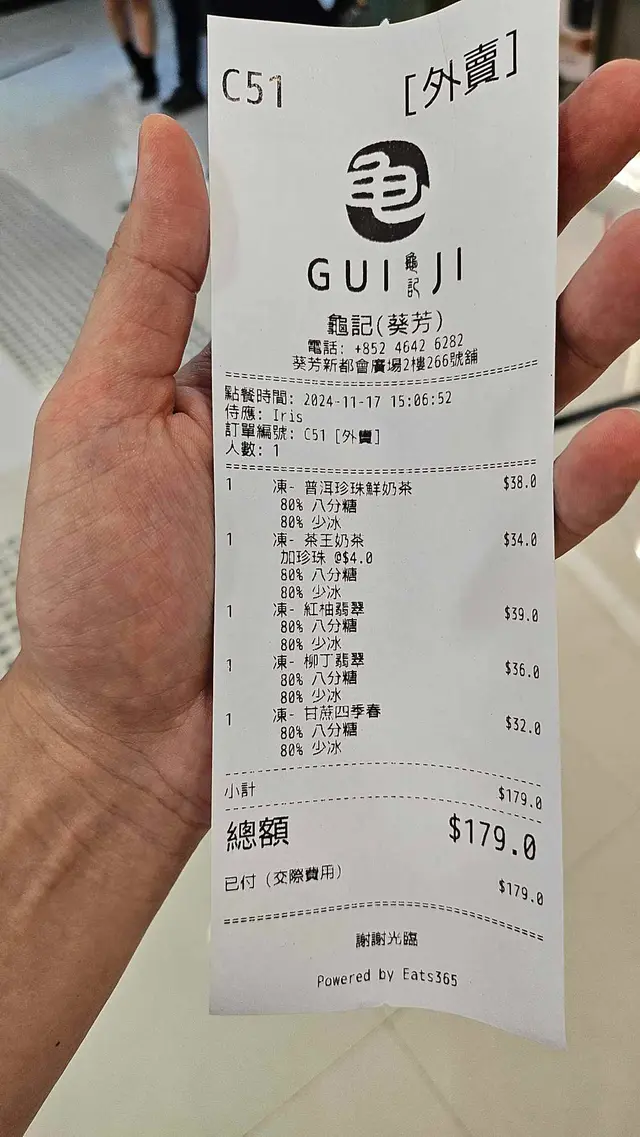 C51 [外賣]
龜
GUI 龜記 JI
龜記(葵芳)
電話: +852 4642 6282
葵芳新都會廣場2樓266號舖
點餐時間: 2024-11-17 15:06:52
侍應: Iris
訂單編號: C51 [外賣]
人數: 1
1 凍- 普洱珍珠鮮奶茶 $38.0
80% 八分糖
80% 少冰
1 凍- 茶王奶茶 $34.0
加珍珠 @$4.0
80% 八分糖
80% 少冰
1 凍- 紅柚翡翠 $39.0
80% 八分糖
80% 少冰
1 凍- 柳丁翡翠 $36.0
80% 八分糖
80% 少冰
1 凍- 甘蔗四季春 $32.0
80% 八分糖
80% 少冰
小計 $179.0
總額 $179.0
已付 (交際費用) $179.0
謝謝光臨
Powered by Eats365